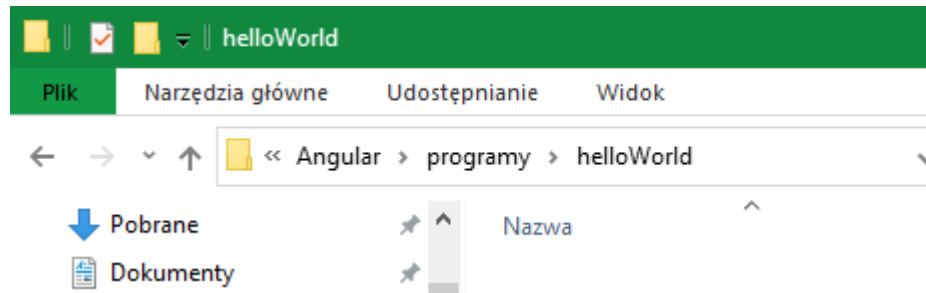 helloWorld
Plik Narzędzia główne Udostępnianie Widok
« Angular > programy > helloWorld
Pobrane Nazwa
Dokumenty